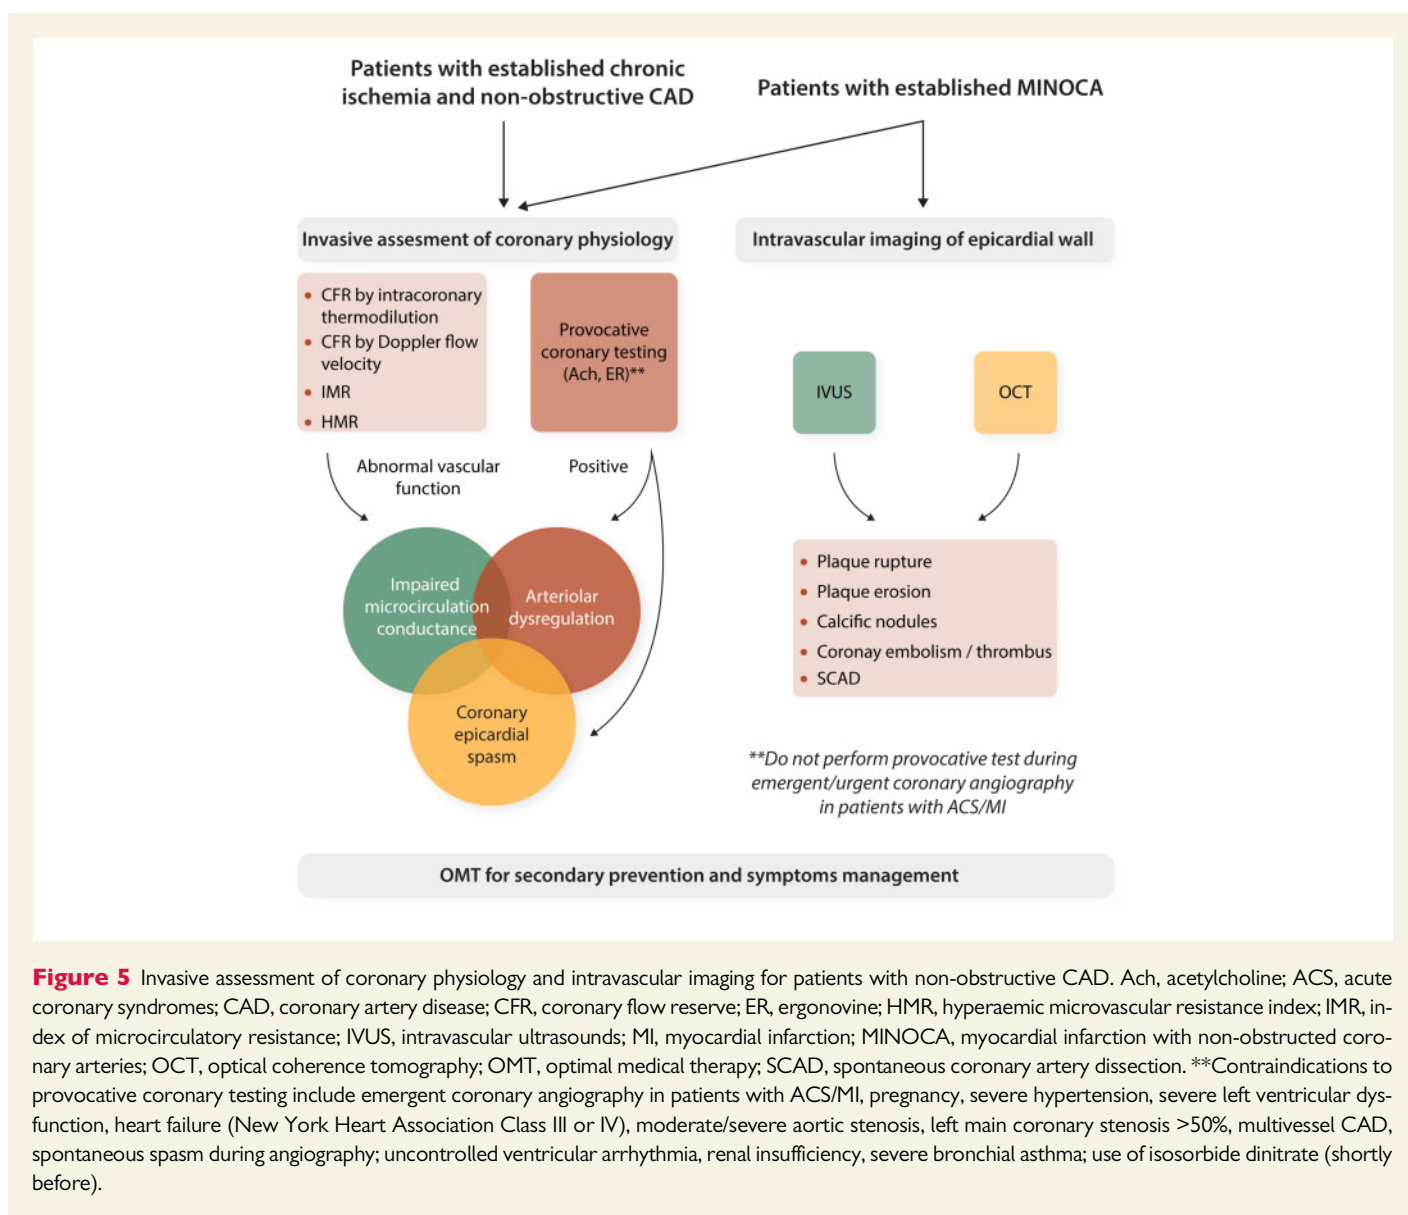 Patients with established chronic
ischemia and non-obstructive CAD
Patients with established MINOCA
Invasive assesment of coronary physiology
Intravascular imaging of epicardial wall
• CFR by intracoronary
thermodilution
• CFR by Doppler flow
velocity
• IMR
• HMR
Provocative
coronary testing
(Ach, ER)**
IVUS
OCT
Abnormal vascular
function
Positive
Impaired
microcirculation
conductance
Arteriolar
dysregulation
Coronary
epicardial
spasm
• Plaque rupture
• Plaque erosion
• Calcific nodules
• Coronay embolism / thrombus
• SCAD
**Do not perform provocative test during
emergent/urgent coronary angiography
in patients with ACS/MI
OMT for secondary prevention and symptoms management
Figure 5 Invasive assessment of coronary physiology and intravascular imaging for patients with non-obstructive CAD. Ach, acetylcholine; ACS, acute
coronary syndromes; CAD, coronary artery disease; CFR, coronary flow reserve; ER, ergonovine; HMR, hyperaemic microvascular resistance index; IMR, in-
dex of microcirculatory resistance; IVUS, intravascular ultrasounds; MI, myocardial infarction; MINOCA, myocardial infarction with non-obstructed coro-
nary arteries; OCT, optical coherence tomography; OMT, optimal medical therapy; SCAD, spontaneous coronary artery dissection. **Contraindications to
provocative coronary testing include emergent coronary angiography in patients with ACS/MI, pregnancy, severe hypertension, severe left ventricular dys-
function, heart failure (New York Heart Association Class III or IV), moderate/severe aortic stenosis, left main coronary stenosis >50%, multivessel CAD,
spontaneous spasm during angiography; uncontrolled ventricular arrhythmia, renal insufficiency, severe bronchial asthma; use of isosorbide dinitrate (shortly
before).